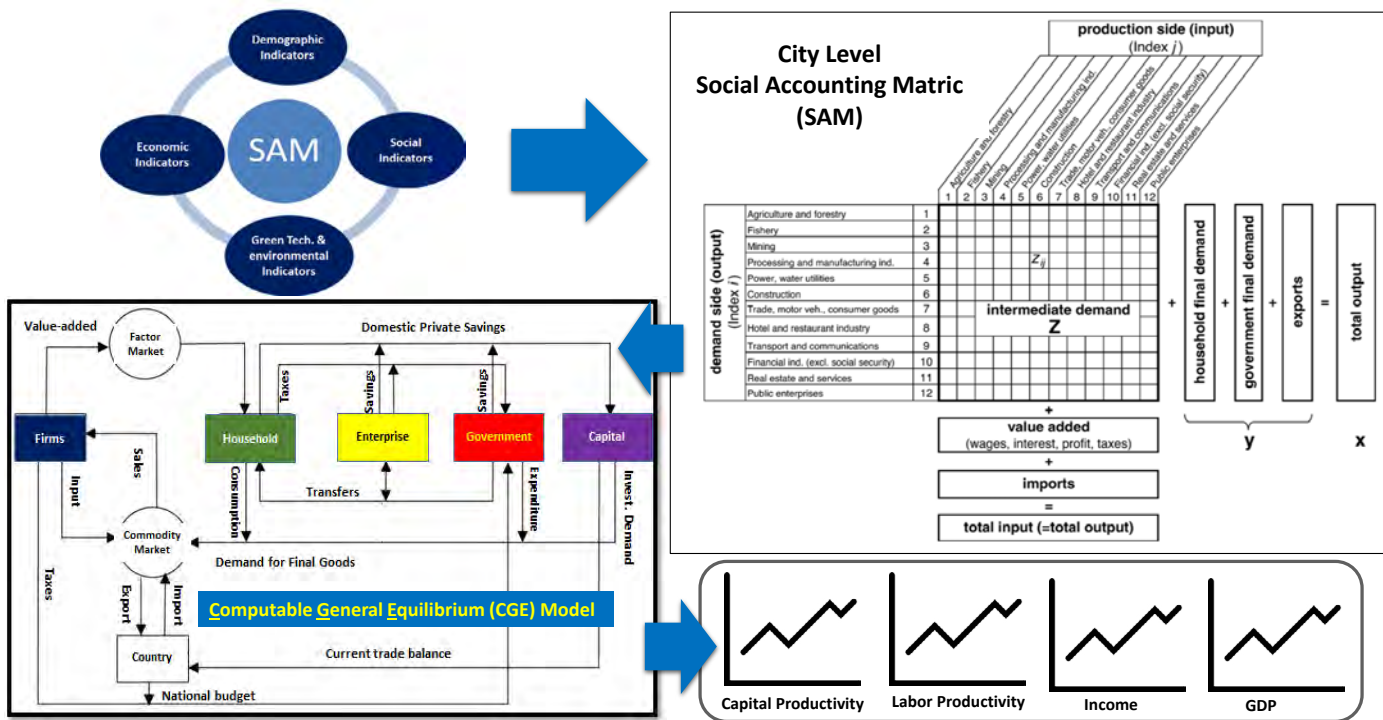 Demographic
Indicators
Economic
Indicators
SAM
Social
Indicators
Green Tech. &
environmental
Indicators
City Level
Social Accounting Matric
(SAM)
production side (input)
(Index j)
Agriculture and forestry
Fishery
Mining
Processing and manufacturing ind.
Power, water utilities
Construction
Trade, motor veh., consumer goods
Hotel and restaurant industry
Transport and communications
Financial ind. (excl. social security)
Real estate and services
Public enterprises
1 2 3 4 5 6 7 8 9 10 11 12
demand side (output)
(Index i)
Agriculture and forestry 1
Fishery 2
Mining 3
Processing and manufacturing ind. 4
Power, water utilities 5
Construction 6
Trade, motor veh., consumer goods 7
Hotel and restaurant industry 8
Transport and communications 9
Financial ind. (excl. social security) 10
Real estate and services 11
Public enterprises 12
Zij
intermediate demand
Z
+
household final demand
+
government final demand
+
exports
=
total output
y
x
+
value added
(wages, interest, profit, taxes)
+
imports
=
total input (=total output)
Value-added
Factor
Market
Domestic Private Savings
Taxes
Savings
Savings
Firms
Household
Enterprise
Government
Capital
Sales
Input
Consumption
Transfers
Expenditure
Invest. Demand
Commodity
Market
Demand for Final Goods
Taxes
Export
Import
Computable General Equilibrium (CGE) Model
Country
Current trade balance
National budget
Capital Productivity
Labor Productivity
Income
GDP